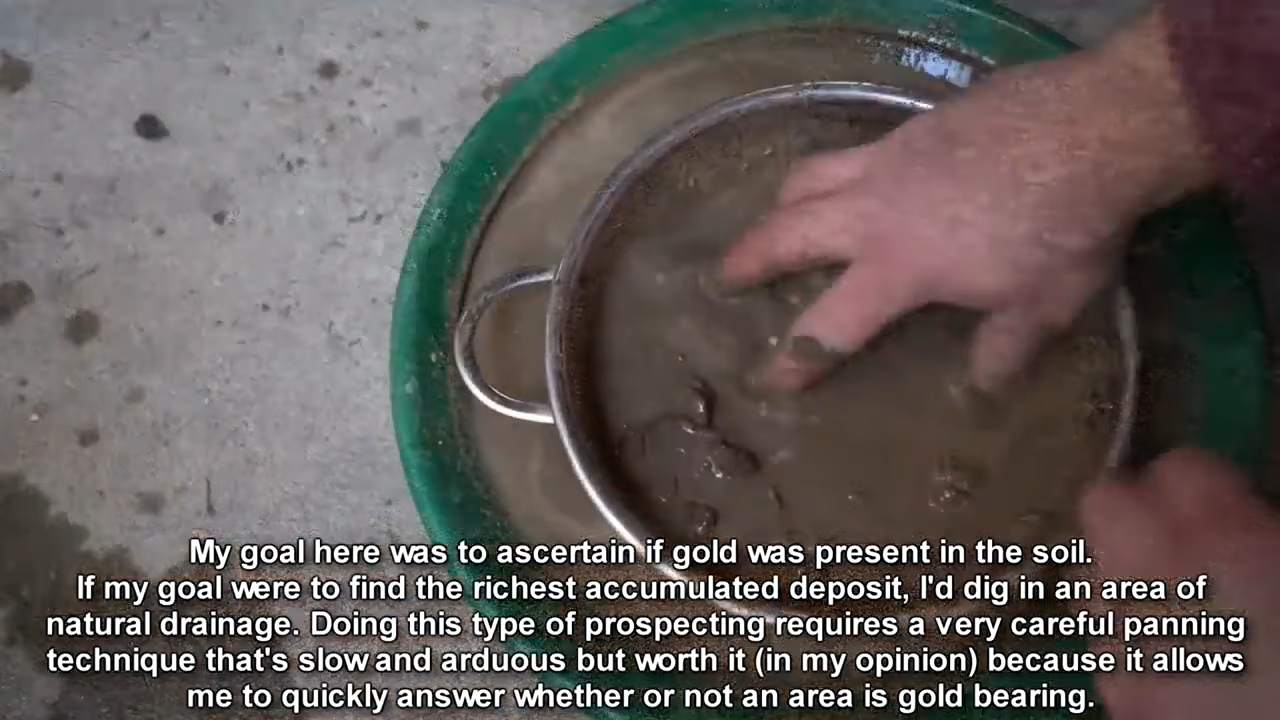 My goal here was to ascertain if gold was present in the soil.
If my goal were to find the richest accumulated deposit, I'd dig in an area of
natural drainage. Doing this type of prospecting requires a very careful panning
technique that's slow and arduous but worth it (in my opinion) because it allows
me to quickly answer whether or not an area is gold bearing.